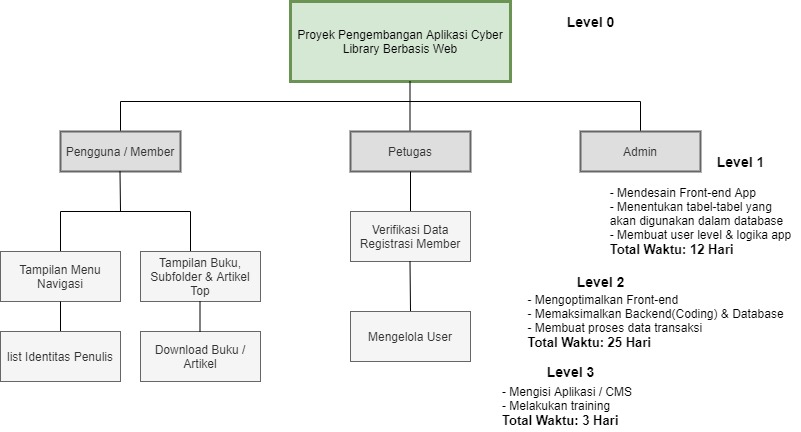 Proyek Pengembangan Aplikasi Cyber
Library Berbasis Web
Level 0
Pengguna / Member
Petugas
Admin
Level 1
- Mendesain Front-end App
- Menentukan tabel-tabel yang
akan digunakan dalam database
- Membuat user level & logika app
Total Waktu: 12 Hari
Verifikasi Data
Registrasi Member
Tampilan Menu
Navigasi
Tampilan Buku,
Subfolder & Artikel
Top
Level 2
- Mengoptimalkan Front-end
- Memaksimalkan Backend(Coding) & Database
- Membuat proses data transaksi
Total Waktu: 25 Hari
list Identitas Penulis
Download Buku /
Artikel
Mengelola User
Level 3
- Mengisi Aplikasi / CMS
- Melakukan training
Total Waktu: 3 Hari